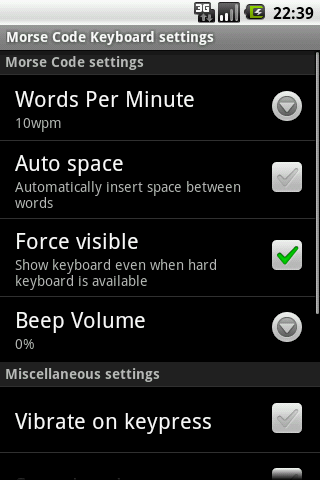 3G
22:39
Morse Code Keyboard settings
Morse Code settings
Words Per Minute
10wpm
Auto space
Automatically insert space between
words
Force visible
Show keyboard even when hard
keyboard is available
Beep Volume
0%
Miscellaneous settings
Vibrate on keypress